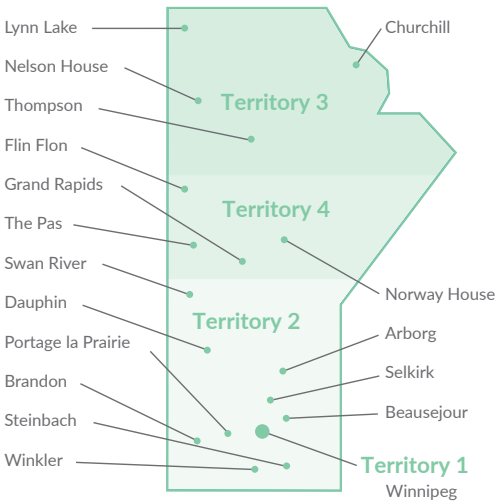 Lynn Lake
Nelson House
Thompson
Flin Flon
Grand Rapids
The Pas
Swan River
Dauphin
Portage la Prairie
Brandon
Steinbach
Winkler
Territory 3
Territory 4
Territory 2
Churchill
Norway House
Arborg
Selkirk
Beausejour
Territory 1
Winnipeg